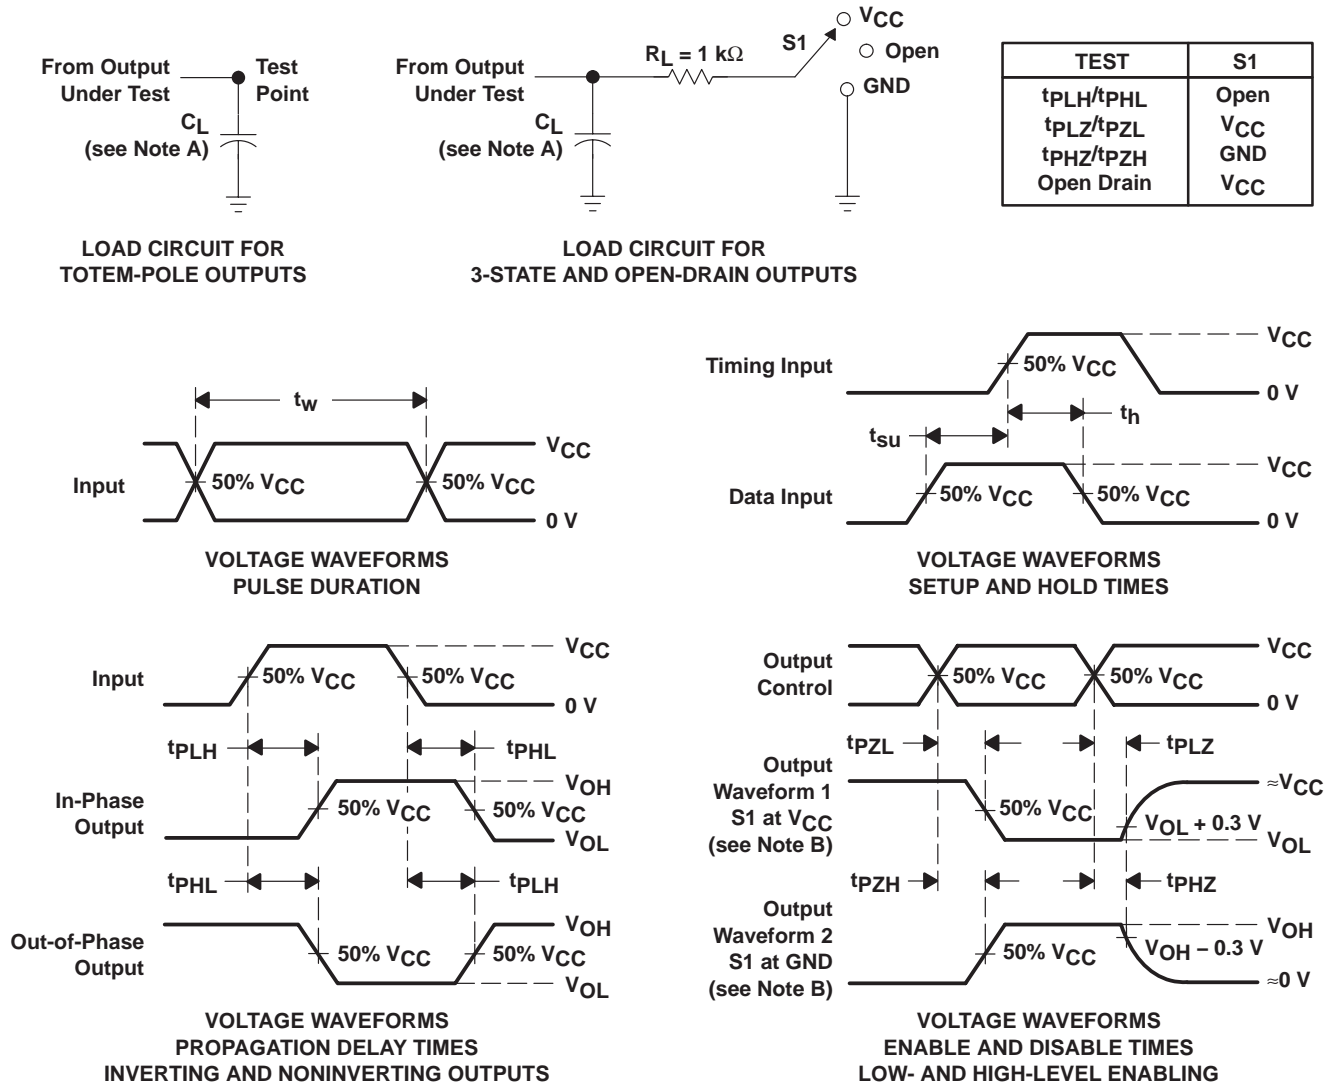 From Output
Under Test
Test
Point
CL
(see Note A)
LOAD CIRCUIT FOR
TOTEM-POLE OUTPUTS
From Output
Under Test
RL = 1 kΩ
S1
VCC
Open
GND
CL
(see Note A)
LOAD CIRCUIT FOR
3-STATE AND OPEN-DRAIN OUTPUTS
TEST S1
tPLH/tPHL Open
tPLZ/tPZL VCC
tPHZ/tPZH GND
Open Drain VCC
tw
Input
50% VCC
50% VCC
VCC
0 V
VOLTAGE WAVEFORMS
PULSE DURATION
Timing Input
50% VCC
VCC
0 V
tsu
th
Data Input
50% VCC
50% VCC
VCC
0 V
VOLTAGE WAVEFORMS
SETUP AND HOLD TIMES
Input
50% VCC
50% VCC
VCC
0 V
tPLH
tPHL
In-Phase
Output
50% VCC
50% VCC
VOH
VOL
tPHL
tPLH
Out-of-Phase
Output
50% VCC
50% VCC
VOH
VOL
VOLTAGE WAVEFORMS
PROPAGATION DELAY TIMES
INVERTING AND NONINVERTING OUTPUTS
Output
Control
50% VCC
50% VCC
VCC
0 V
tPZL
tPLZ
Output
Waveform 1
S1 at VCC
(see Note B)
50% VCC
VOL + 0.3 V
≈VCC
VOL
tPZH
tPHZ
Output
Waveform 2
S1 at GND
(see Note B)
50% VCC
VOH − 0.3 V
VOH
≈0 V
VOLTAGE WAVEFORMS
ENABLE AND DISABLE TIMES
LOW- AND HIGH-LEVEL ENABLING